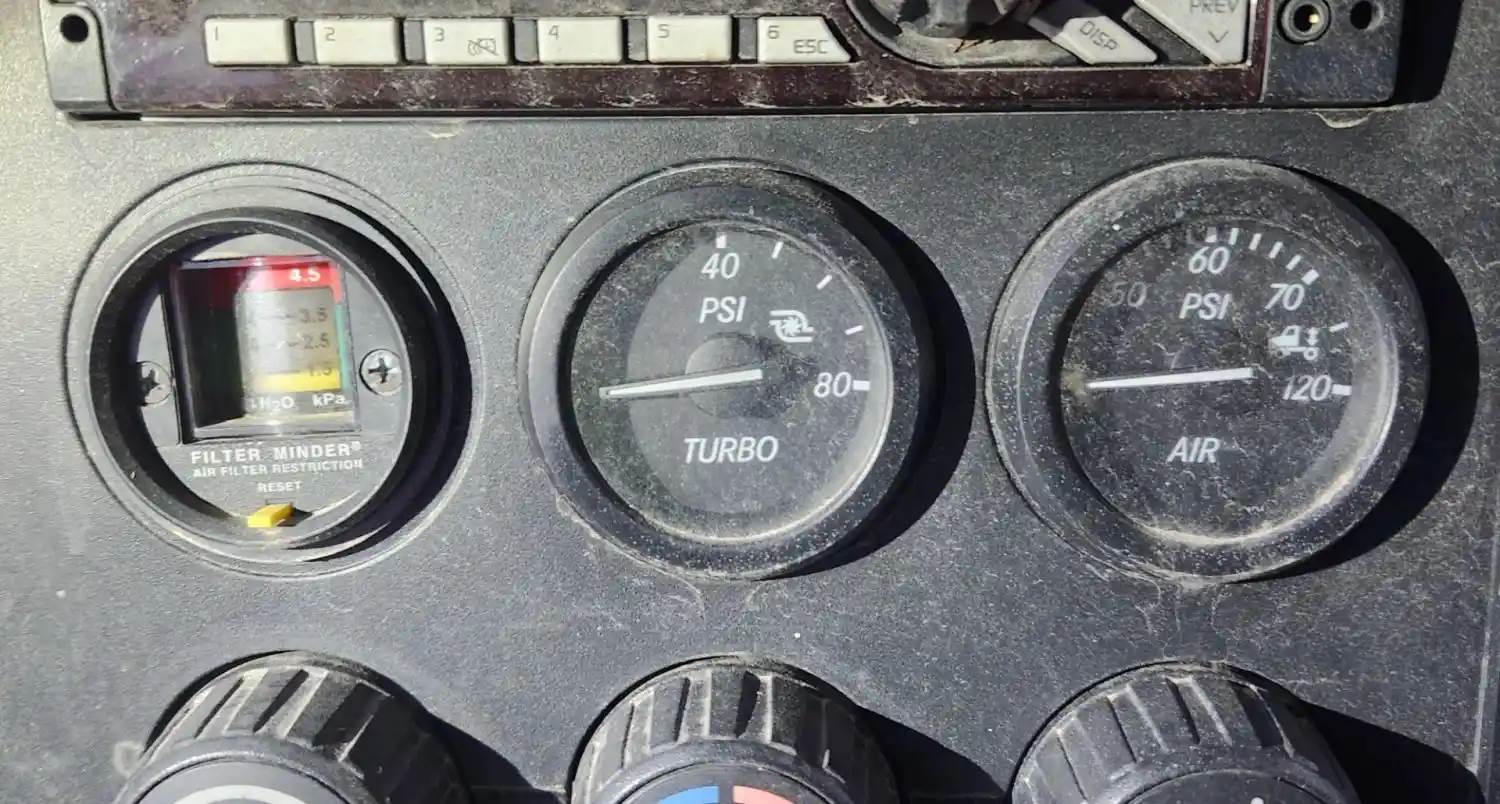 1
2
3
4
5
6 ESC
DISP
PREV
4.5
3.5
2.5
1.5
H2O kPa
FILTER MINDER®
AIR FILTER RESTRICTION
RESET
40
PSI
80
TURBO
50
60
70
PSI
120
AIR